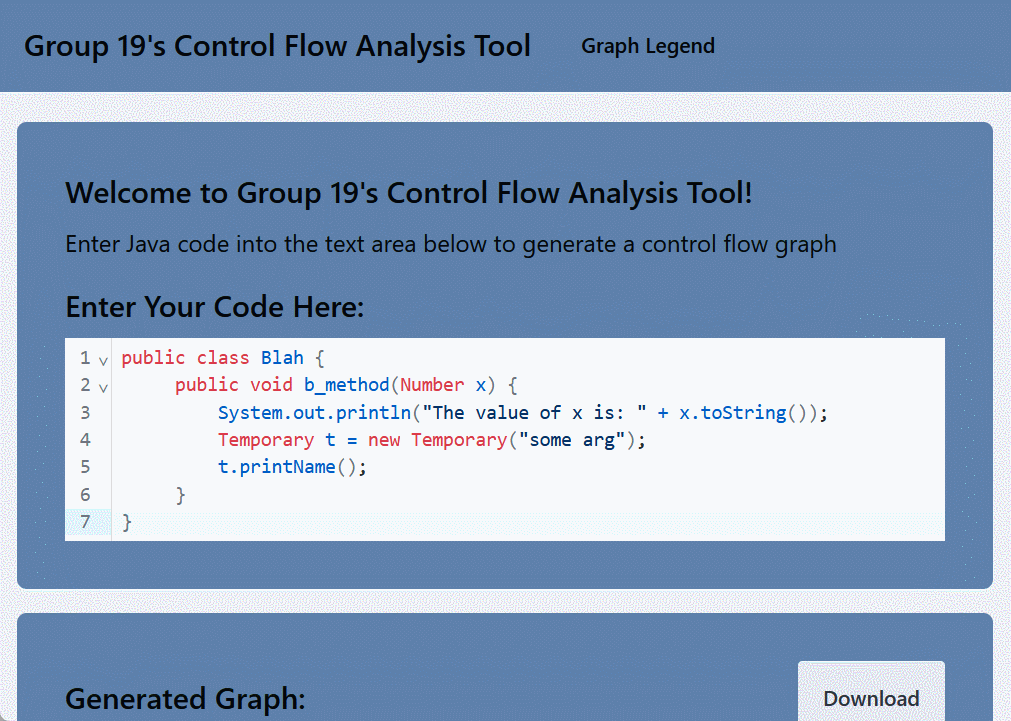 Group 19's Control Flow Analysis Tool Graph Legend
Welcome to Group 19's Control Flow Analysis Tool!
Enter Java code into the text area below to generate a control flow graph
Enter Your Code Here:
1 public class Blah {
2 public void b_method(Number x) {
3 System.out.println("The value of x is: " + x.toString());
4 Temporary t = new Temporary("some arg");
5 t.printName();
6 }
7 }
Generated Graph: Download